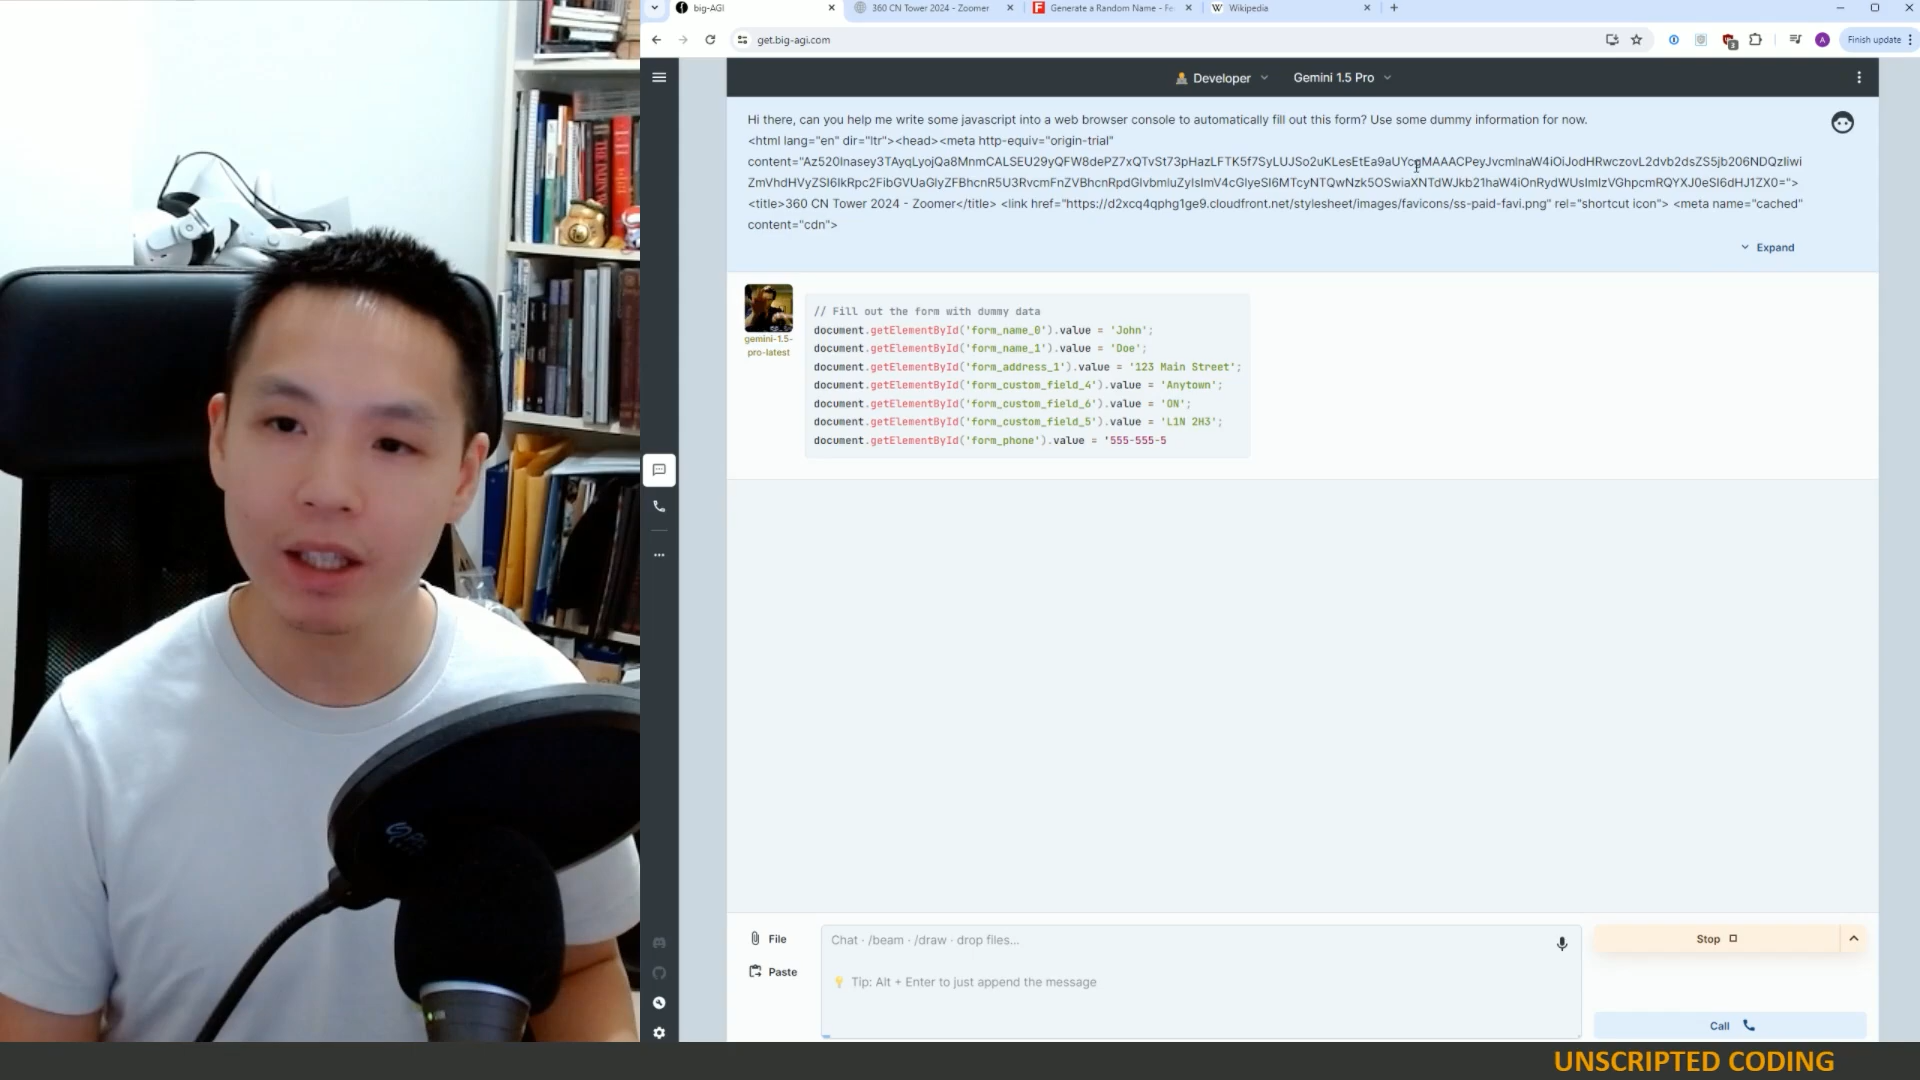 big-AGI
360 CN Tower 2024 - Zoomer
Generate a Random Name - Fa
Wikipedia
get.big-agi.com
Finish update
Developer
Gemini 1.5 Pro
Hi there, can you help me write some javascript into a web browser console to automatically fill out this form? Use some dummy information for now.
<html lang="en" dir="ltr"><head><meta http-equiv="origin-trial"
<title>360 CN Tower 2024 - Zoomer</title> <link href="https://d2xcq4qphg1ge9.cloudfront.net/stylesheet/images/favicons/ss-paid-favi.png" rel="shortcut icon"> <meta name="cached"
content="cdn">
Expand
gemini-1.5-
pro-latest
// Fill out the form with dummy data
document.getElementById('form_name_0').value = 'John';
document.getElementById('form_name_1').value = 'Doe';
document.getElementById('form_address_1').value = '123 Main Street';
document.getElementById('form_custom_field_4').value = 'Anytown';
document.getElementById('form_custom_field_6').value = 'ON';
document.getElementById('form_custom_field_5').value = 'L1N 2H3';
document.getElementById('form_phone').value = '555-555-5
File
Chat · /beam · /draw · drop files...
Stop
Paste
Tip: Alt + Enter to just append the message
Call
UNSCRIPTED CODING